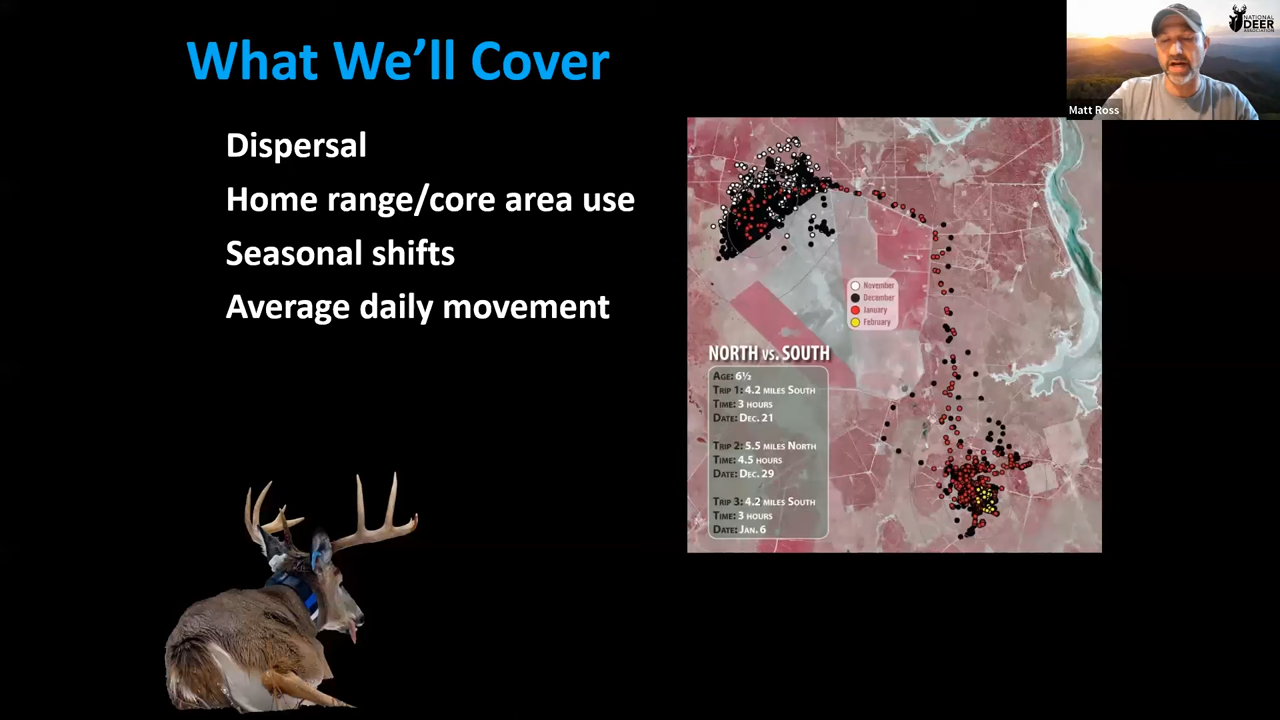 What We'll Cover
Dispersal
Home range/core area use
Seasonal shifts
Average daily movement
November
December
January
February
NORTH vs. SOUTH
AGE: 6½
TRIP 1: 4.2 MILES SOUTH
TIME: 3 HOURS
DATE: DEC. 21
TRIP 2: 5.5 MILES NORTH
TIME: 4.5 HOURS
DATE: DEC. 29
TRIP 3: 4.2 MILES SOUTH
TIME: 3 HOURS
DATE: JAN. 6
NATIONAL
DEER
ASSOCIATION
Matt Ross